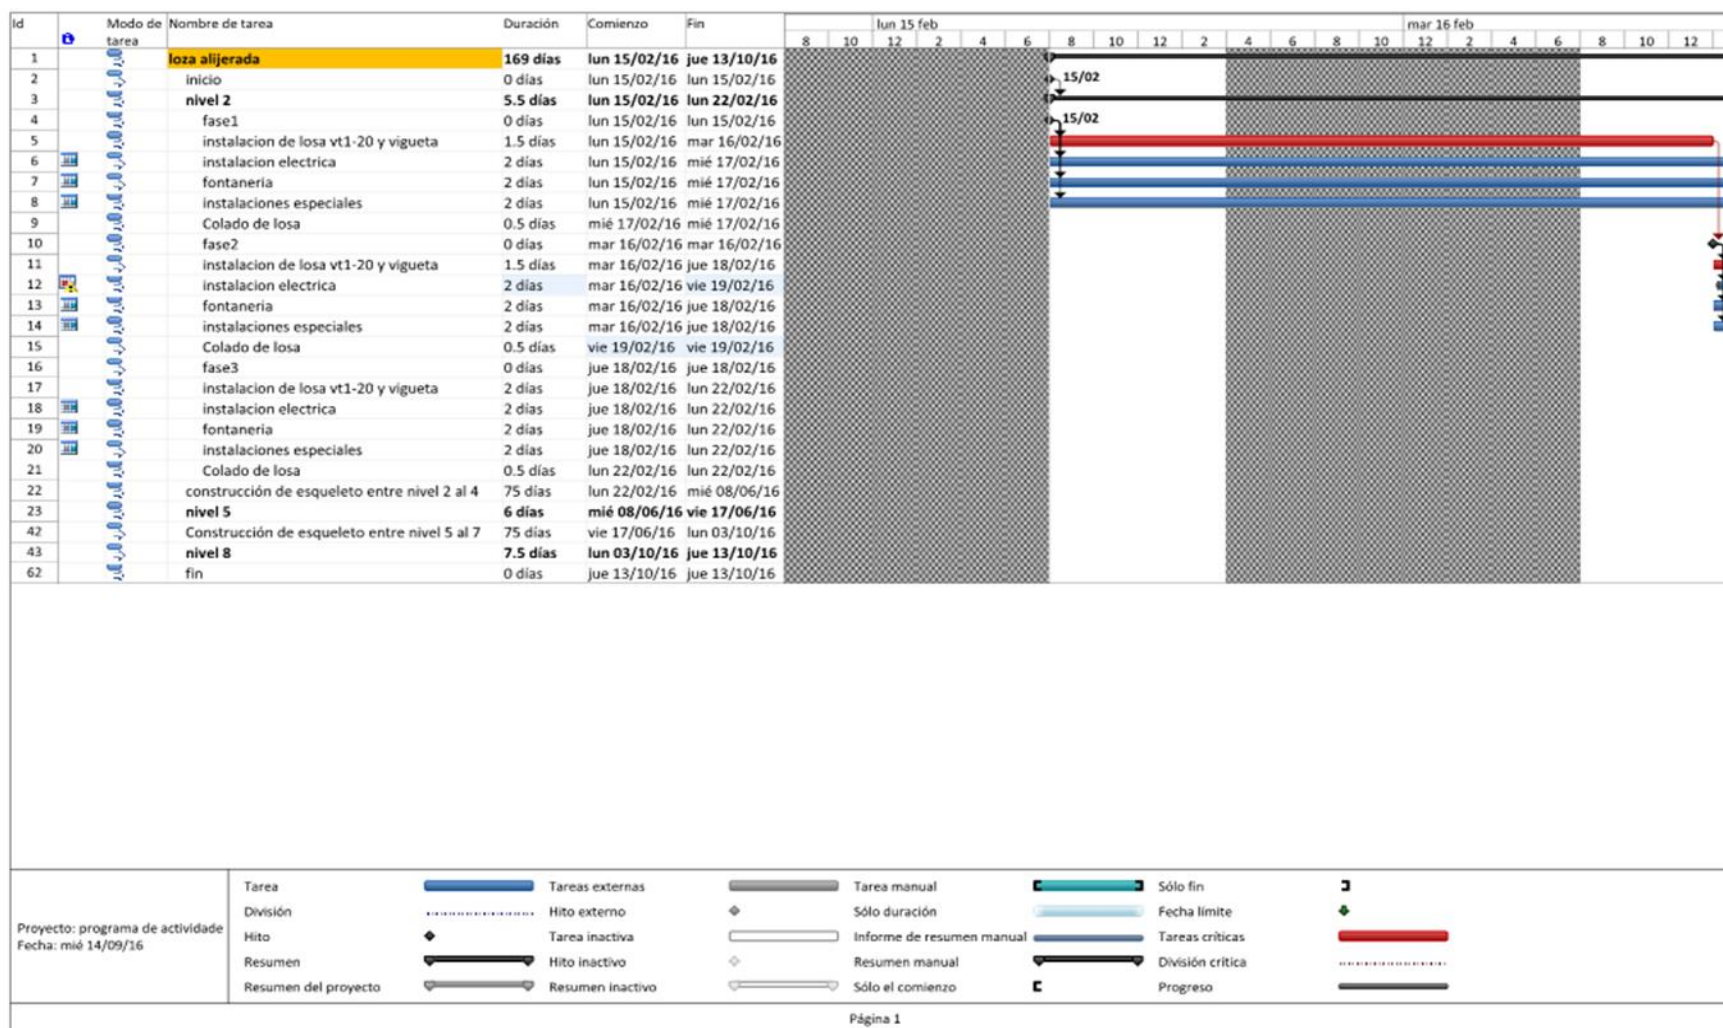 Id Modo de tarea Nombre de tarea Duración Comienzo Fin lun 15 feb mar 16 feb
8 10 12 2 4 6 8 10 12 2 4 6 8 10 12 2 4 6 8 10 12
1 loza alijerada 169 días lun 15/02/16 jue 13/10/16
2 inicio 0 días lun 15/02/16 lun 15/02/16 15/02
3 nivel 2 5.5 días lun 15/02/16 lun 22/02/16
4 fase1 0 días lun 15/02/16 lun 15/02/16 15/02
5 instalacion de losa vt1-20 y vigueta 1.5 días lun 15/02/16 mar 16/02/16
6 instalacion electrica 2 días lun 15/02/16 mié 17/02/16
7 fontaneria 2 días lun 15/02/16 mié 17/02/16
8 instalaciones especiales 2 días lun 15/02/16 mié 17/02/16
9 Colado de losa 0.5 días mié 17/02/16 mié 17/02/16
10 fase2 0 días mar 16/02/16 mar 16/02/16
11 instalacion de losa vt1-20 y vigueta 1.5 días mar 16/02/16 jue 18/02/16
12 instalacion electrica 2 días mar 16/02/16 vie 19/02/16
13 fontaneria 2 días mar 16/02/16 jue 18/02/16
14 instalaciones especiales 2 días mar 16/02/16 jue 18/02/16
15 Colado de losa 0.5 días vie 19/02/16 vie 19/02/16
16 fase3 0 días jue 18/02/16 jue 18/02/16
17 instalacion de losa vt1-20 y vigueta 2 días jue 18/02/16 lun 22/02/16
18 instalacion electrica 2 días jue 18/02/16 lun 22/02/16
19 fontaneria 2 días jue 18/02/16 lun 22/02/16
20 instalaciones especiales 2 días jue 18/02/16 lun 22/02/16
21 Colado de losa 0.5 días lun 22/02/16 lun 22/02/16
22 construcción de esqueleto entre nivel 2 al 4 75 días lun 22/02/16 mié 08/06/16
23 nivel 5 6 días mié 08/06/16 vie 17/06/16
42 Construcción de esqueleto entre nivel 5 al 7 75 días vie 17/06/16 lun 03/10/16
43 nivel 8 7.5 días lun 03/10/16 jue 13/10/16
62 fin 0 días jue 13/10/16 jue 13/10/16
Proyecto: programa de actividade
Fecha: mié 14/09/16
Tarea Tareas externas Tarea manual Sólo fin
División Hito externo Sólo duración Fecha límite
Hito Tarea inactiva Informe de resumen manual Tareas críticas
Resumen Hito inactivo Resumen manual División crítica
Resumen del proyecto Resumen inactivo Sólo el comienzo Progreso
Página 1